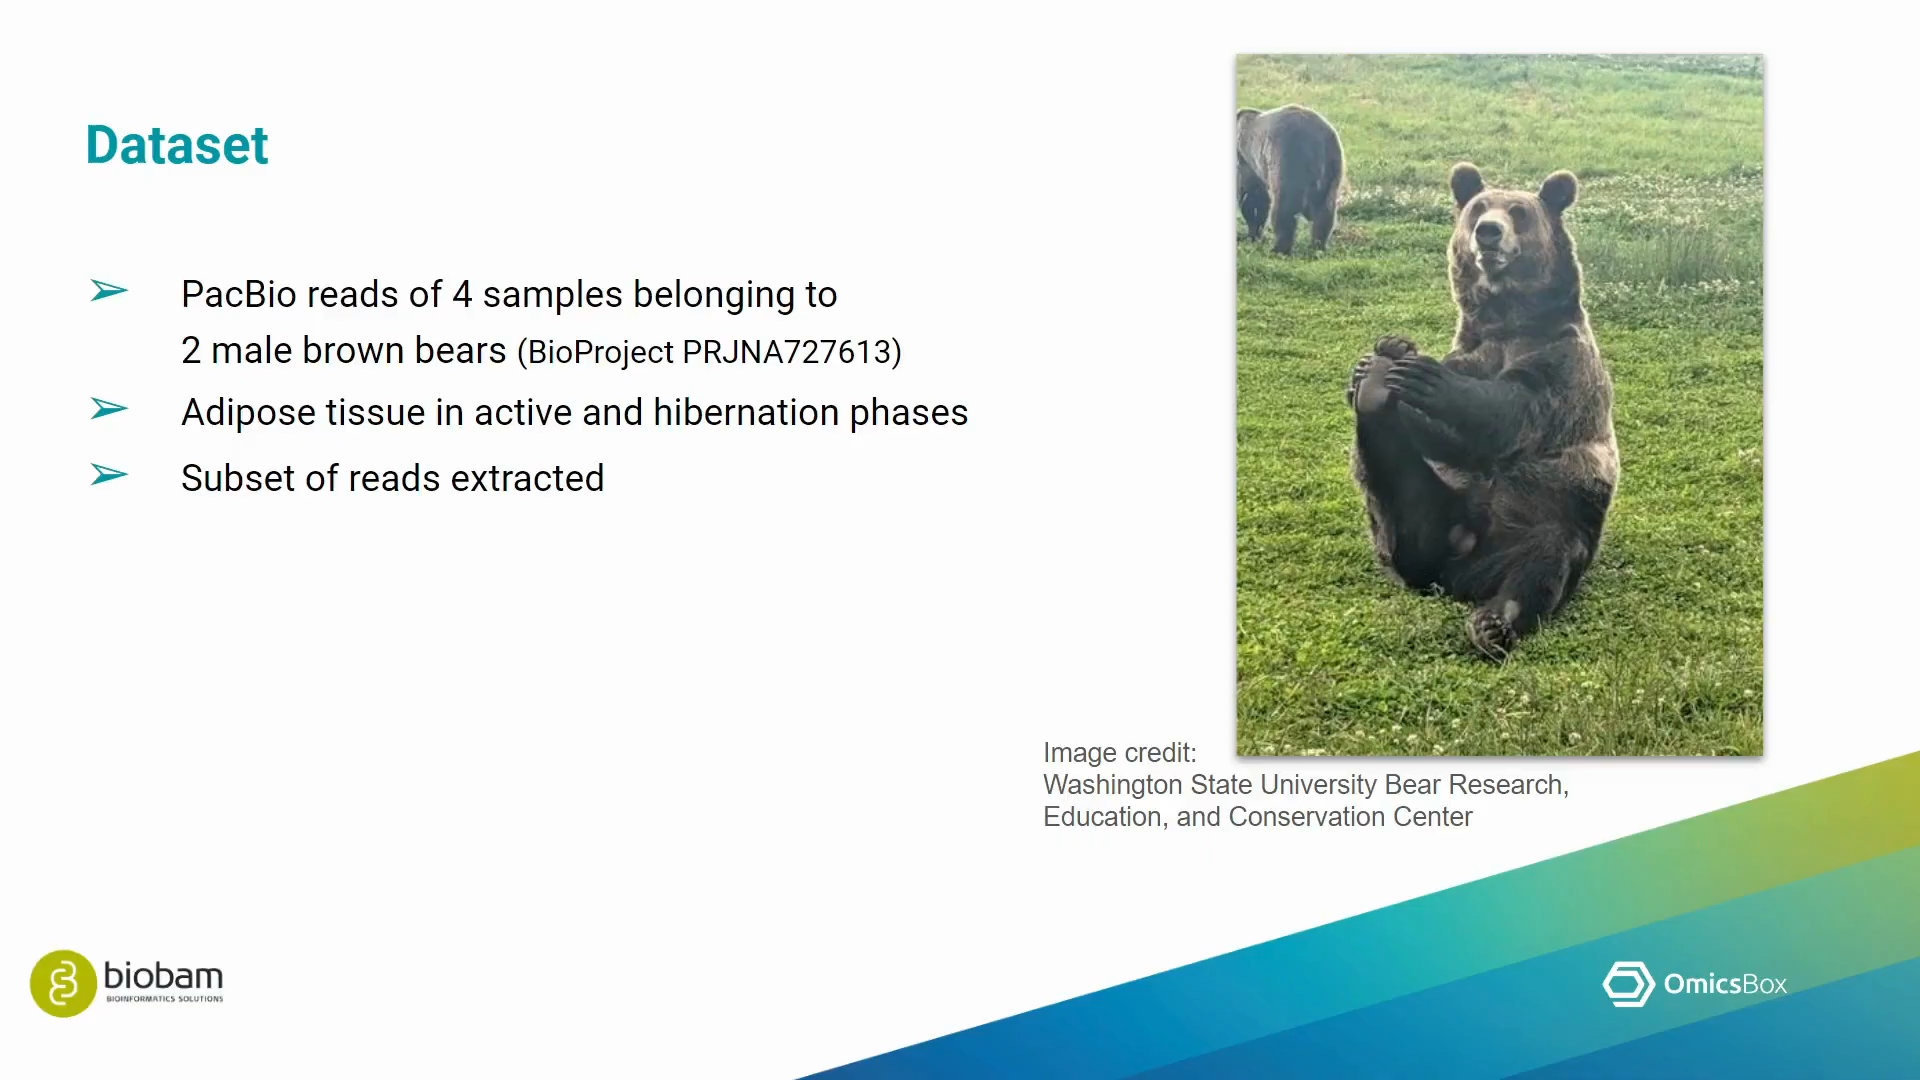 Dataset
➢ PacBio reads of 4 samples belonging to
2 male brown bears (BioProject PRJNA727613)
➢ Adipose tissue in active and hibernation phases
➢ Subset of reads extracted
Image credit:
Washington State University Bear Research,
Education, and Conservation Center
biobam
BIOINFORMATICS SOLUTIONS
OmicsBox